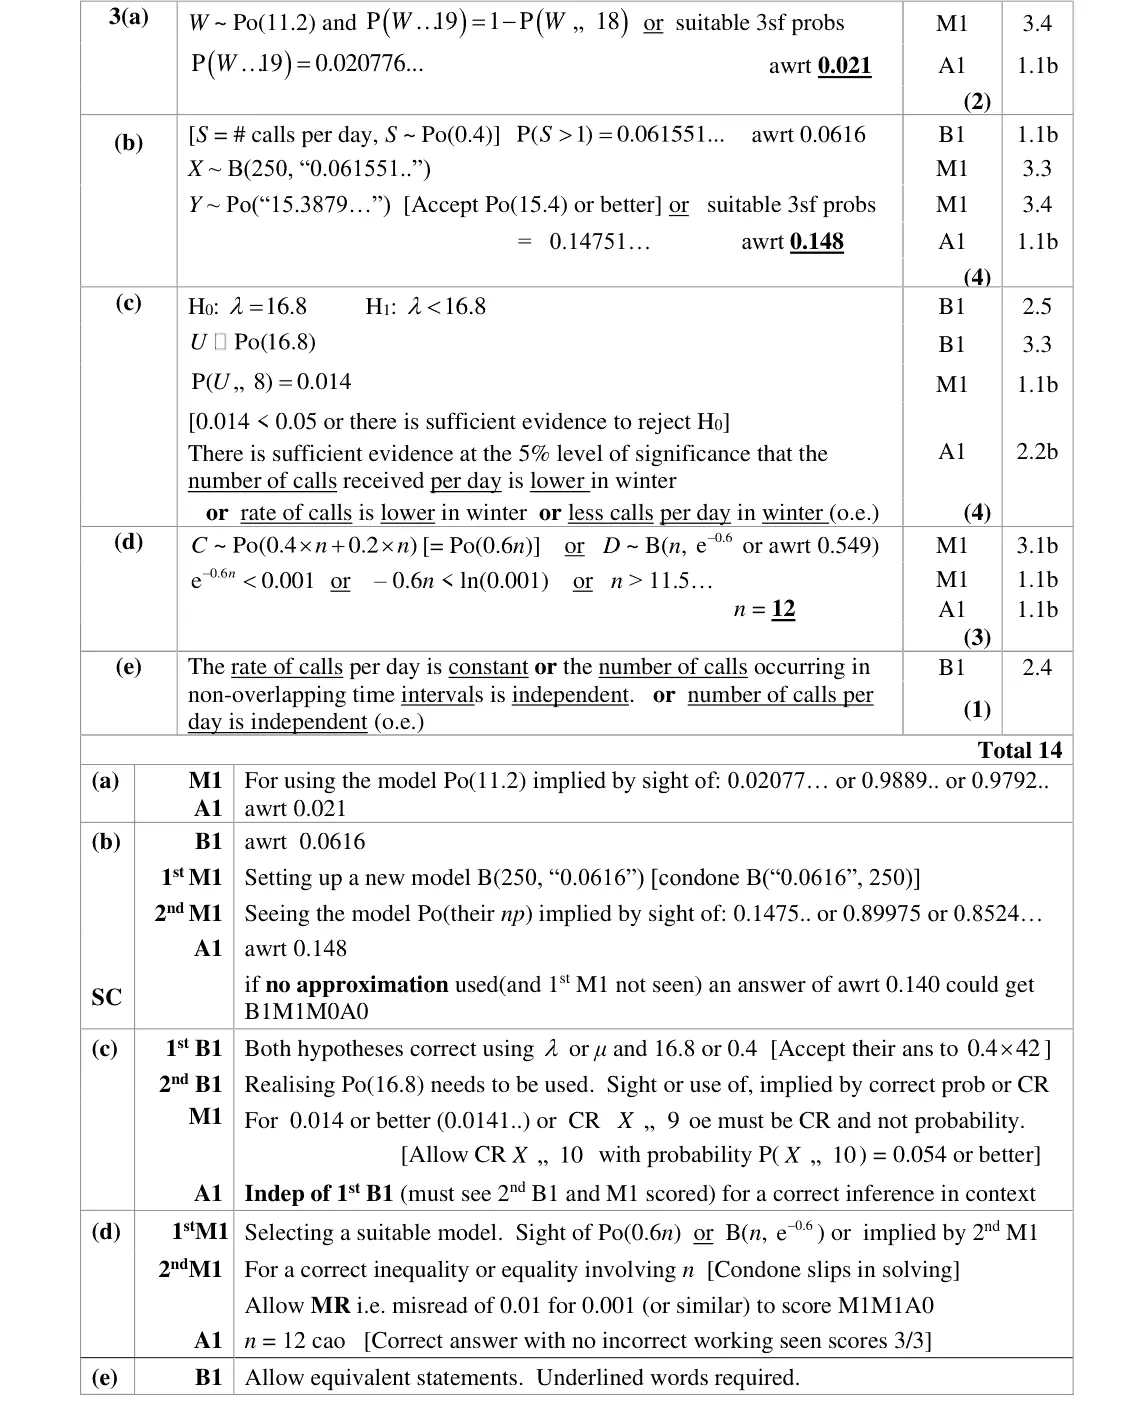 3(a) W ~ Po(11.2) and P(W …19) = 1 − P(W ,, 18) or suitable 3sf probs M1 3.4
P(W …19) = 0.020776... awrt 0.021 A1 1.1b
(2)
(b) [S = # calls per day, S ~ Po(0.4)] P(S > 1) = 0.061551... awrt 0.0616 B1 1.1b
X ~ B(250, “0.061551..”) M1 3.3
Y ~ Po(“15.3879…”) [Accept Po(15.4) or better] or suitable 3sf probs M1 3.4
= 0.14751… awrt 0.148 A1 1.1b
(4)
(c) H₀: λ = 16.8 H₁: λ < 16.8 B1 2.5
U □ Po(16.8) B1 3.3
P(U ,, 8) = 0.014 M1 1.1b
[0.014 < 0.05 or there is sufficient evidence to reject H₀]
There is sufficient evidence at the 5% level of significance that the A1 2.2b
number of calls received per day is lower in winter
or rate of calls is lower in winter or less calls per day in winter (o.e.) (4)
(d) C ~ Po(0.4 × n + 0.2 × n) [= Po(0.6n)] or D ~ B(n, e⁻⁰·⁶ or awrt 0.549) M1 3.1b
e⁻⁰·⁶ⁿ < 0.001 or – 0.6n < ln(0.001) or n > 11.5… M1 1.1b
n = 12 A1 1.1b
(3)
(e) The rate of calls per day is constant or the number of calls occurring in B1 2.4
non-overlapping time intervals is independent. or number of calls per (1)
day is independent (o.e.)
Total 14
(a) M1 For using the model Po(11.2) implied by sight of: 0.02077… or 0.9889.. or 0.9792..
A1 awrt 0.021
(b) B1 awrt 0.0616
1st M1 Setting up a new model B(250, “0.0616”) [condone B(“0.0616”, 250)]
2nd M1 Seeing the model Po(their np) implied by sight of: 0.1475.. or 0.89975 or 0.8524…
A1 awrt 0.148
SC if no approximation used(and 1st M1 not seen) an answer of awrt 0.140 could get
B1M1M0A0
(c) 1st B1 Both hypotheses correct using λ or μ and 16.8 or 0.4 [Accept their ans to 0.4 × 42 ]
2nd B1 Realising Po(16.8) needs to be used. Sight or use of, implied by correct prob or CR
M1 For 0.014 or better (0.0141..) or CR X ,, 9 oe must be CR and not probability.
[Allow CR X ,, 10 with probability P( X ,, 10 ) = 0.054 or better]
A1 Indep of 1st B1 (must see 2nd B1 and M1 scored) for a correct inference in context
(d) 1stM1 Selecting a suitable model. Sight of Po(0.6n) or B(n, e⁻⁰·⁶ ) or implied by 2nd M1
2ndM1 For a correct inequality or equality involving n [Condone slips in solving]
Allow MR i.e. misread of 0.01 for 0.001 (or similar) to score M1M1A0
A1 n = 12 cao [Correct answer with no incorrect working seen scores 3/3]
(e) B1 Allow equivalent statements. Underlined words required.